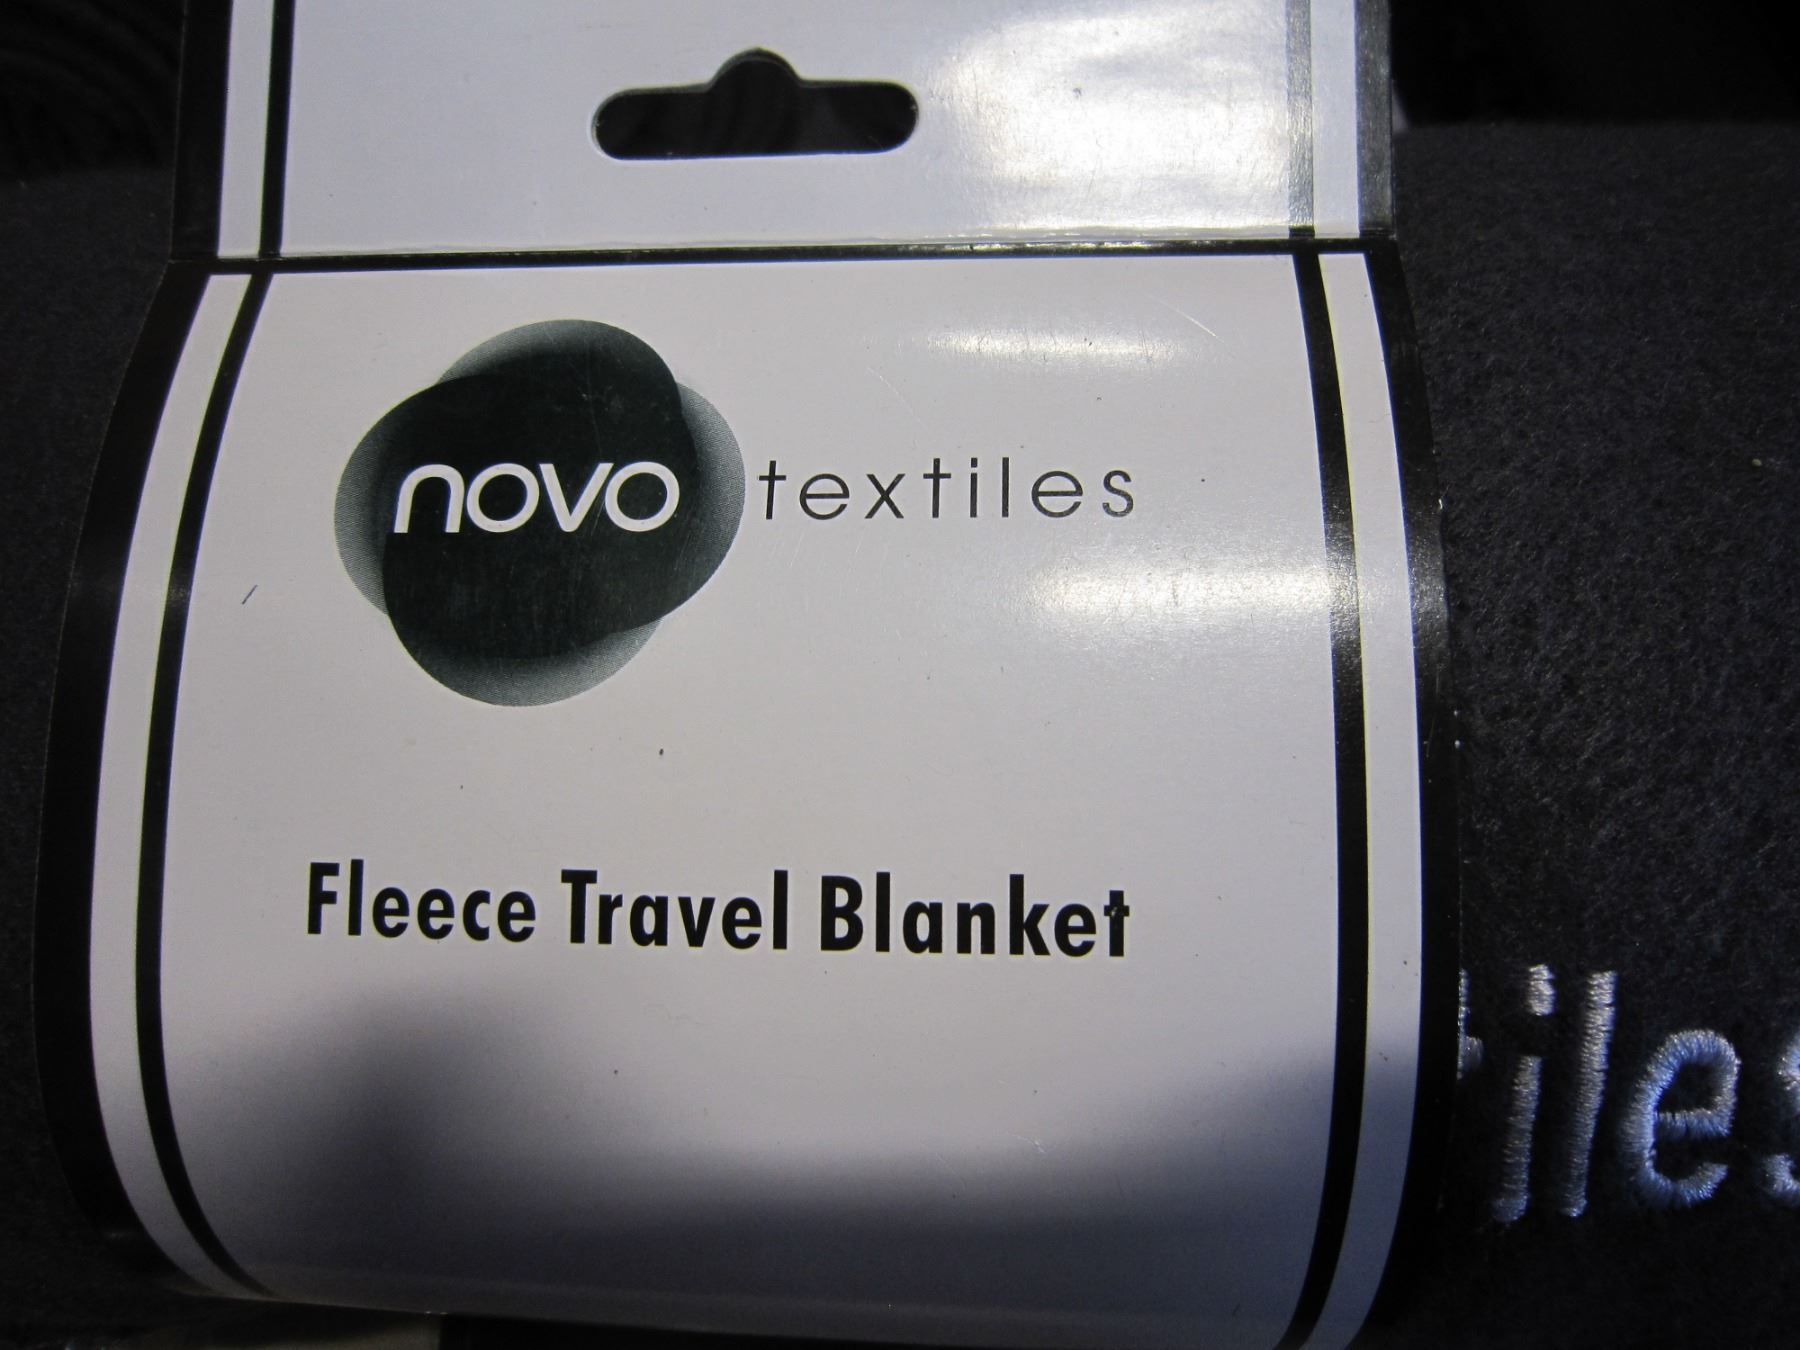 novo textiles
Fleece Travel Blanket
tiles